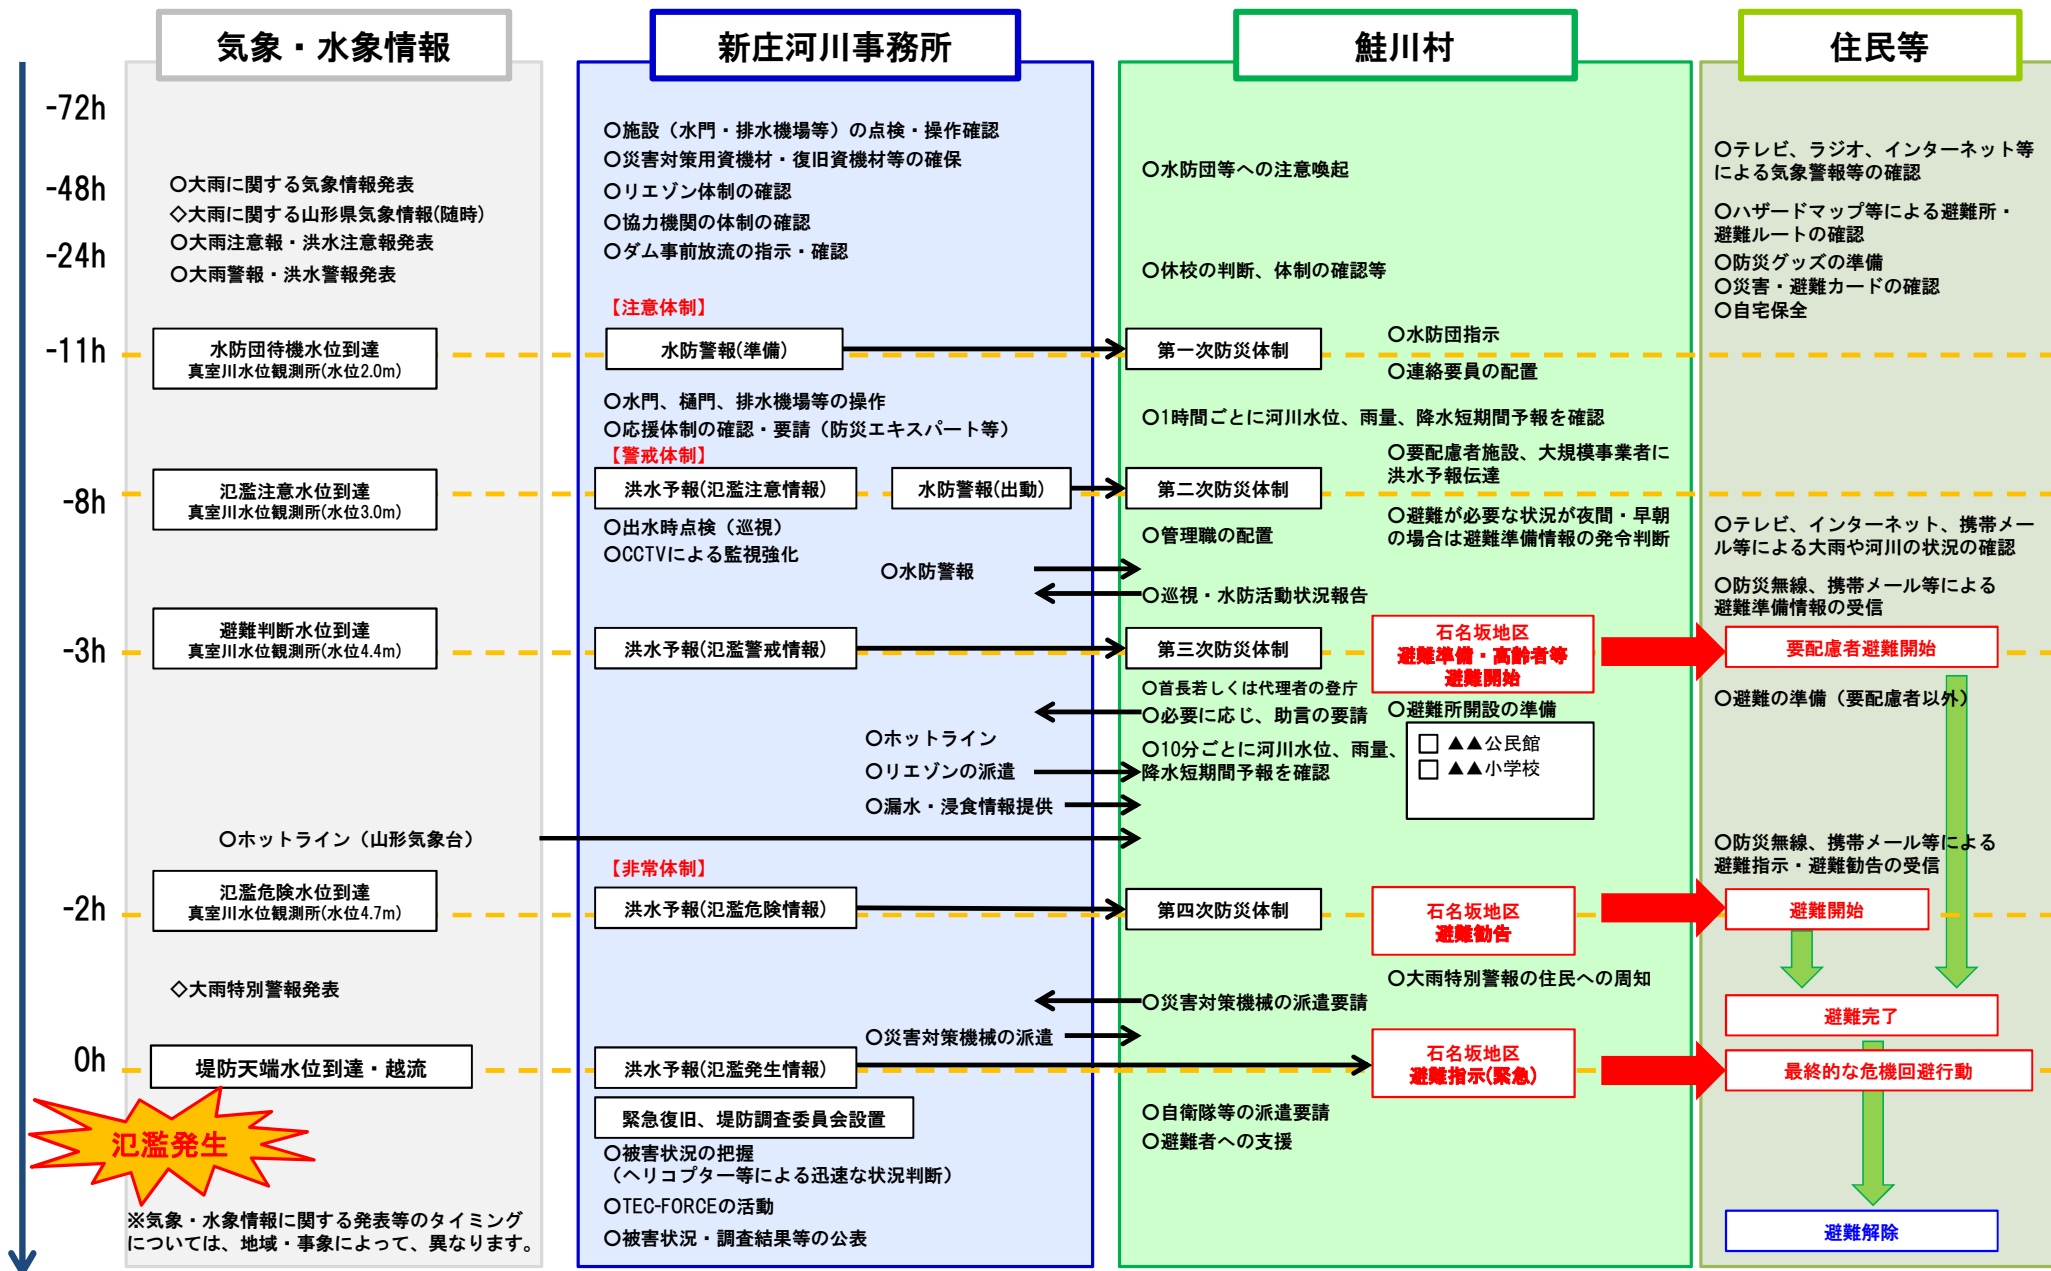 気象・水象情報
新庄河川事務所
鮭川村
住民等
-72h
-48h
-24h
-11h
-8h
-3h
-2h
0h
○大雨に関する気象情報発表
◇大雨に関する山形県気象情報(随時)
○大雨注意報・洪水注意報発表
○大雨警報・洪水警報発表
水防団待機水位到達
真室川水位観測所(水位2.0m)
氾濫注意水位到達
真室川水位観測所(水位3.0m)
避難判断水位到達
真室川水位観測所(水位4.4m)
○ホットライン（山形気象台）
氾濫危険水位到達
真室川水位観測所(水位4.7m)
◇大雨特別警報発表
堤防天端水位到達・越流
氾濫発生
※気象・水象情報に関する発表等のタイミング
については、地域・事象によって、異なります。
○施設（水門・排水機場等）の点検・操作確認
○災害対策用資機材・復旧資機材等の確保
○リエゾン体制の確認
○協力機関の体制の確認
○ダム事前放流の指示・確認
【注意体制】
水防警報(準備)
○水門、樋門、排水機場等の操作
○応援体制の確認・要請（防災エキスパート等）
【警戒体制】
洪水予報(氾濫注意情報)
水防警報(出動)
○出水時点検（巡視）
○CCTVによる監視強化
○水防警報
洪水予報(氾濫警戒情報)
○ホットライン
○リエゾンの派遣
○漏水・浸食情報提供
【非常体制】
洪水予報(氾濫危険情報)
○災害対策機械の派遣
洪水予報(氾濫発生情報)
緊急復旧、堤防調査委員会設置
○被害状況の把握
（ヘリコプター等による迅速な状況判断）
○TEC-FORCEの活動
○被害状況・調査結果等の公表
○水防団等への注意喚起
○休校の判断、体制の確認等
第一次防災体制
○水防団指示
○連絡要員の配置
○1時間ごとに河川水位、雨量、降水短期間予報を確認
○要配慮者施設、大規模事業者に
洪水予報伝達
第二次防災体制
○避難が必要な状況が夜間・早朝
の場合は避難準備情報の発令判断
○管理職の配置
○巡視・水防活動状況報告
第三次防災体制
石名坂地区
避難準備・高齢者等
避難開始
○首長若しくは代理者の登庁
○必要に応じ、助言の要請
○避難所開設の準備
○10分ごとに河川水位、雨量、
降水短期間予報を確認
□ ▲▲公民館
□ ▲▲小学校
第四次防災体制
石名坂地区
避難勧告
○大雨特別警報の住民への周知
○災害対策機械の派遣要請
石名坂地区
避難指示(緊急)
○自衛隊等の派遣要請
○避難者への支援
○テレビ、ラジオ、インターネット等
による気象警報等の確認
○ハザードマップ等による避難所・
避難ルートの確認
○防災グッズの準備
○災害・避難カードの確認
○自宅保全
○テレビ、インターネット、携帯メー
ル等による大雨や河川の状況の確認
○防災無線、携帯メール等による
避難準備情報の受信
要配慮者避難開始
○避難の準備（要配慮者以外）
○防災無線、携帯メール等による
避難指示・避難勧告の受信
避難開始
避難完了
最終的な危機回避行動
避難解除